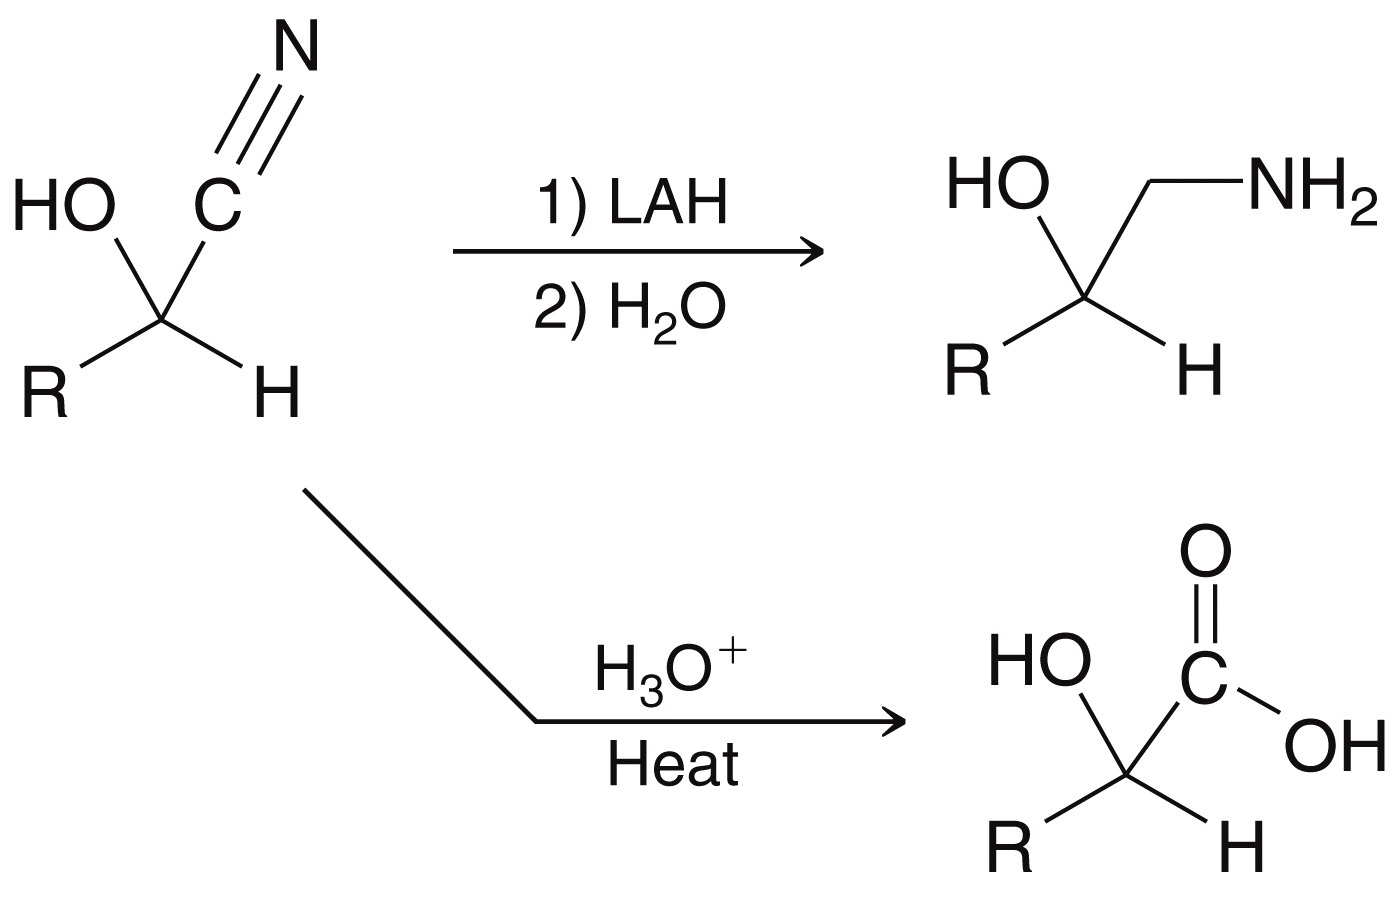 N
HO C
R H
1) LAH
2) H₂O
HO NH₂
R H
H₃O⁺
Heat
O
HO C
OH
R H